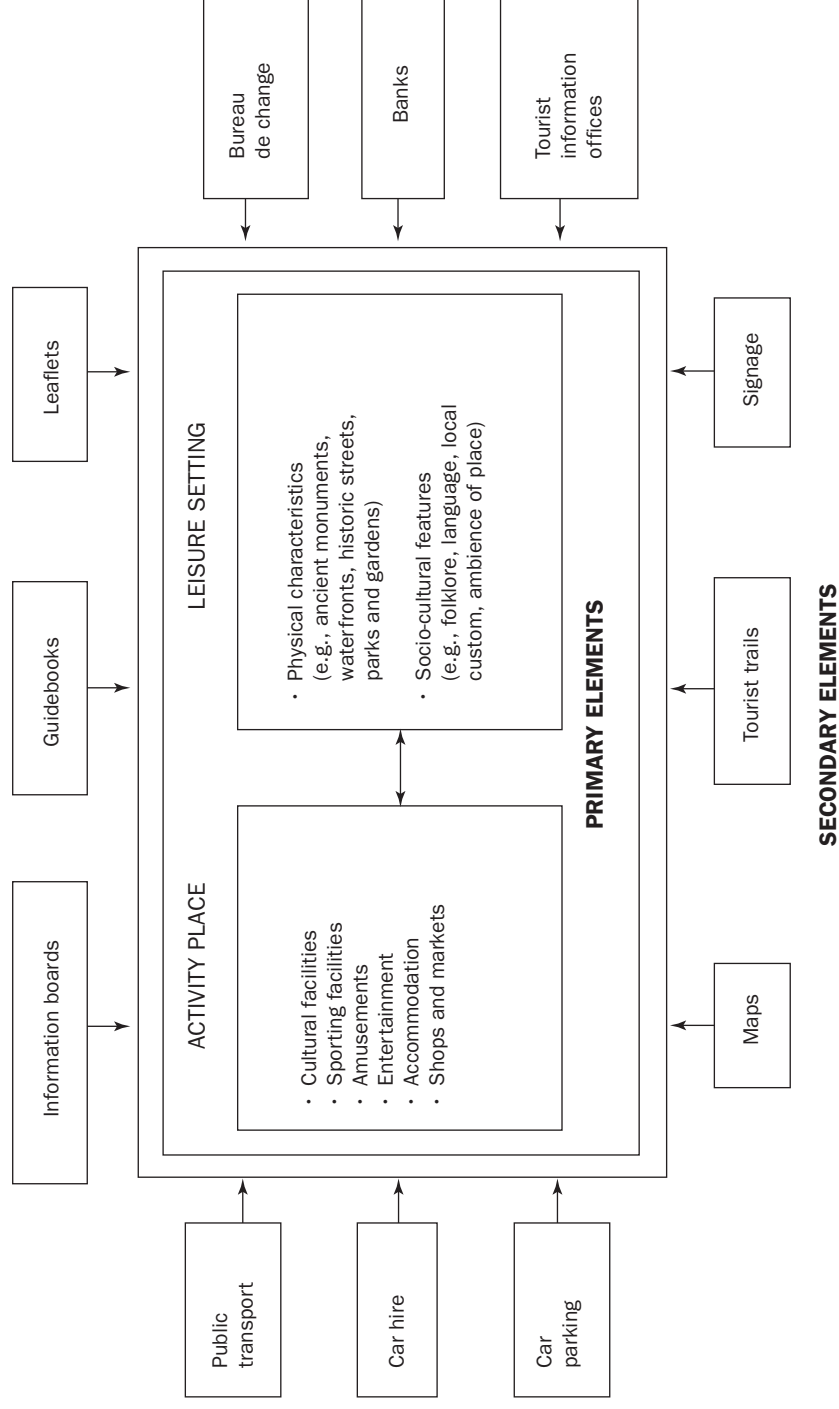 Information boards
Guidebooks
Leaflets
Public
transport
Car hire
Car
parking
ACTIVITY PLACE
• Cultural facilities
• Sporting facilities
• Amusements
• Entertainment
• Accommodation
• Shops and markets
LEISURE SETTING
• Physical characteristics
(e.g., ancient monuments,
waterfronts, historic streets,
parks and gardens)
• Socio-cultural features
(e.g., folklore, language, local
custom, ambience of place)
PRIMARY ELEMENTS
Bureau
de change
Banks
Tourist
information
offices
Maps
Tourist trails
Signage
SECONDARY ELEMENTS